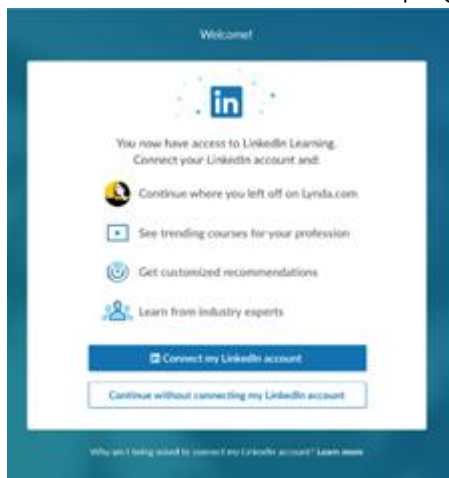 Welcome!
in
You now have access to LinkedIn Learning.
Connect your LinkedIn account and:
Continue where you left off on Lynda.com
See trending courses for your profession
Get customized recommendations
Learn from industry experts
in Connect my LinkedIn account
Continue without connecting my LinkedIn account
Why am I being asked to connect my LinkedIn account? Learn more